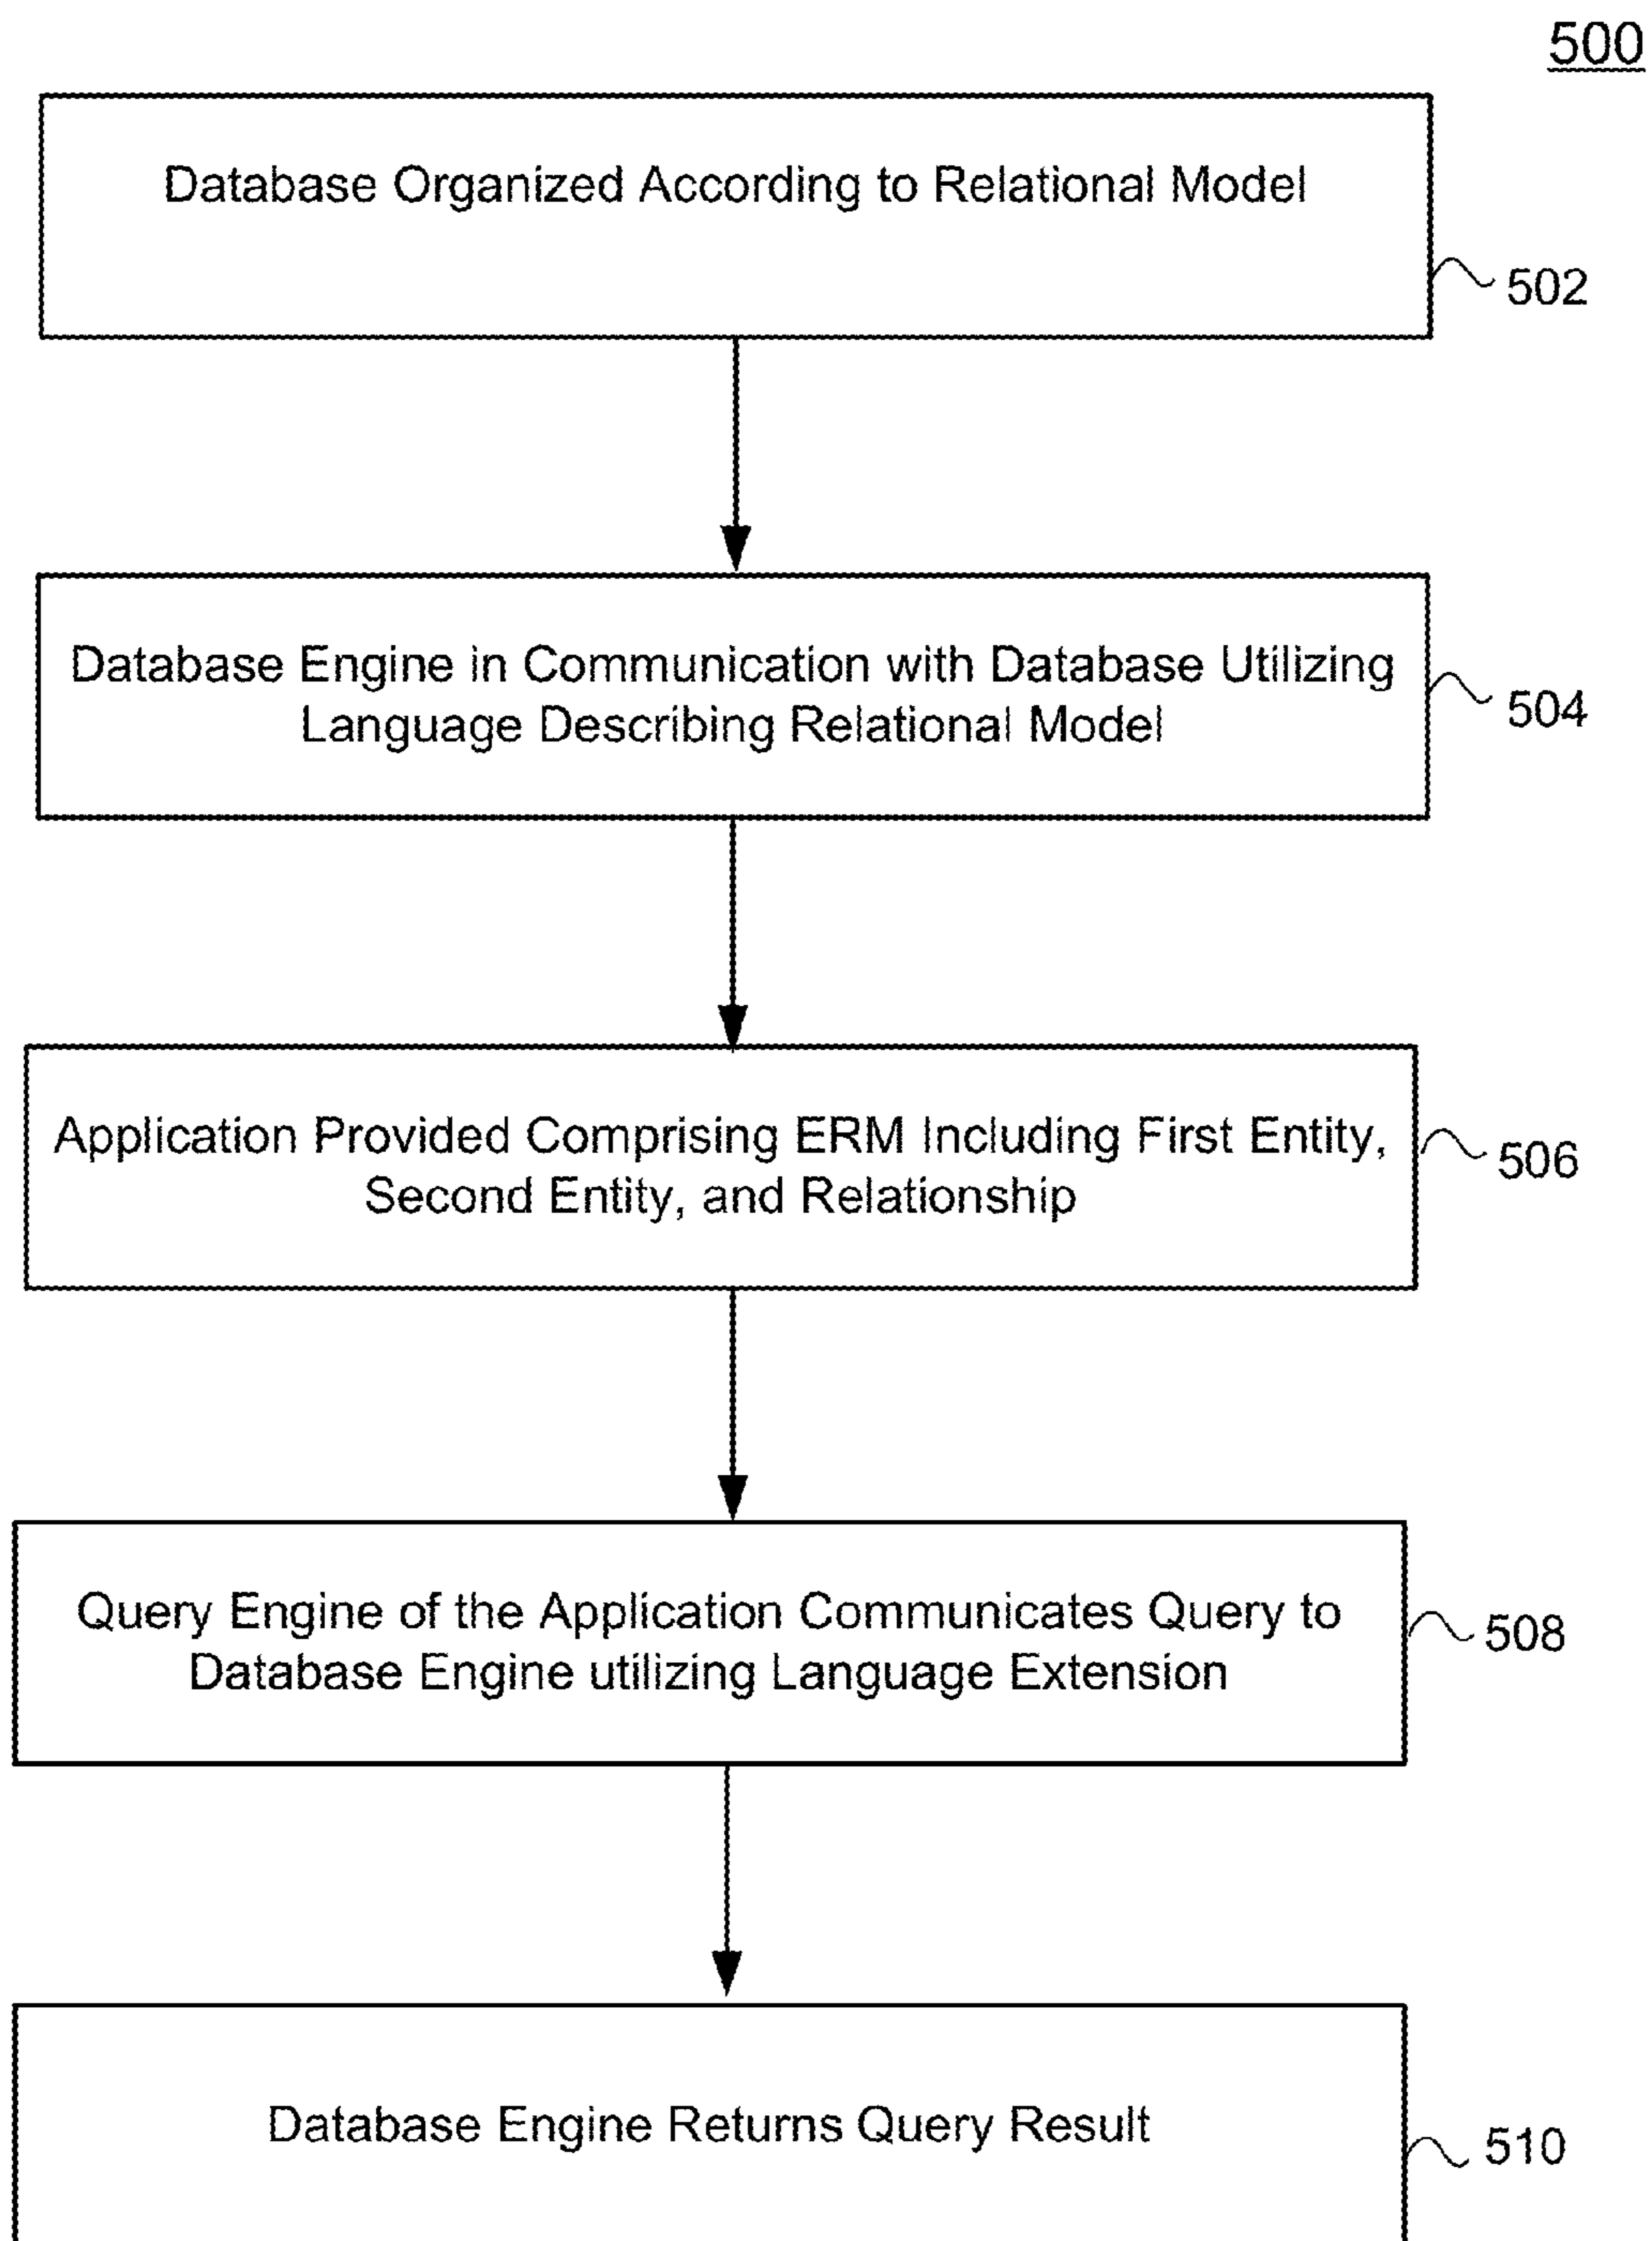 500
Database Organized According to Relational Model
502
Database Engine in Communication with Database Utilizing
Language Describing Relational Model
504
Application Provided Comprising ERM Including First Entity,
Second Entity, and Relationship
506
Query Engine of the Application Communicates Query to
Database Engine utilizing Language Extension
508
Database Engine Returns Query Result
510